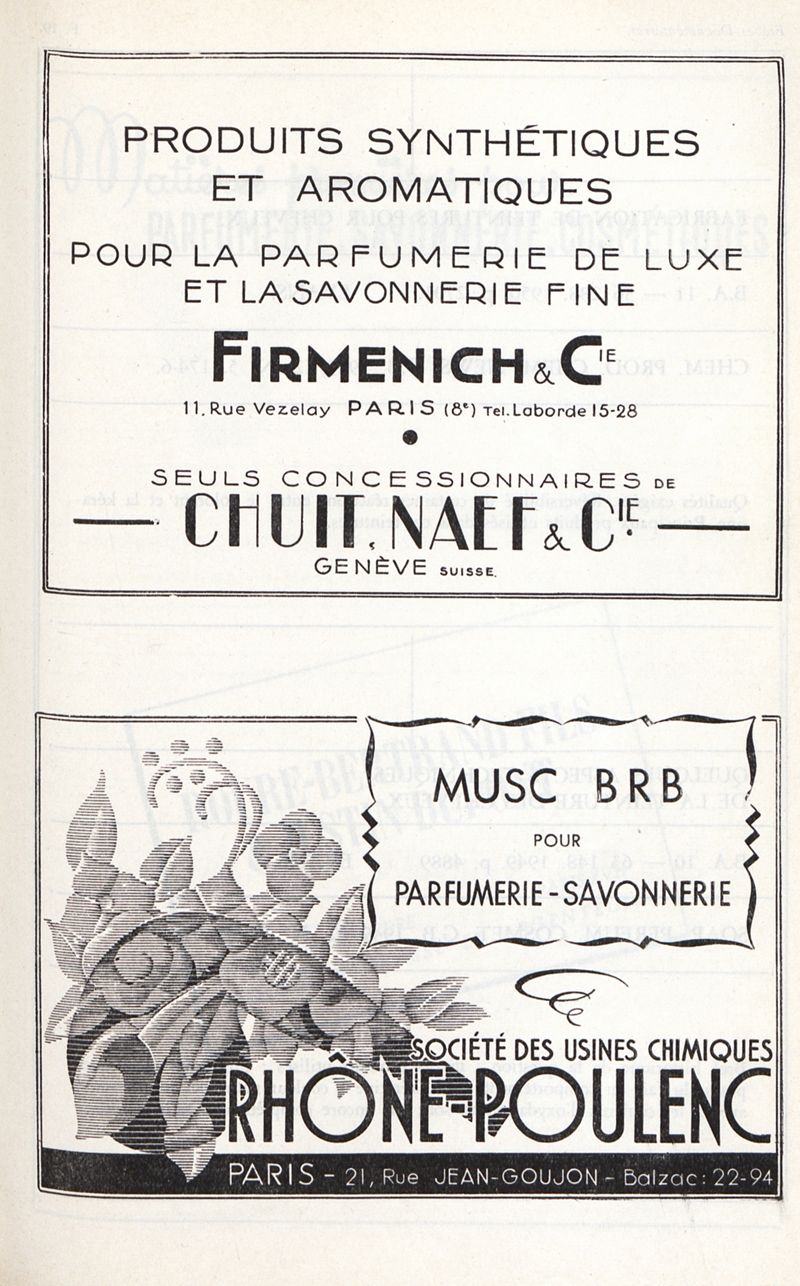 PRODUITS SYNTHÉTIQUES
ET AROMATIQUES
POUR LA PARFUMERIE DE LUXE
ET LA SAVONNERIE FINE
FIRMENICH & CIE
11. Rue Vezelay PARIS (8e) Tel. Laborde 15-28
SEULS CONCESSIONNAIRES DE
CHUIT, NAEF & CIE
GENÈVE SUISSE.
MUSC BRB
POUR
PARFUMERIE-SAVONNERIE
SOCIÉTÉ DES USINES CHIMIQUES
RHÔNE-POULENC
PARIS - 21, Rue JEAN-GOUJON - Balzac: 22-94